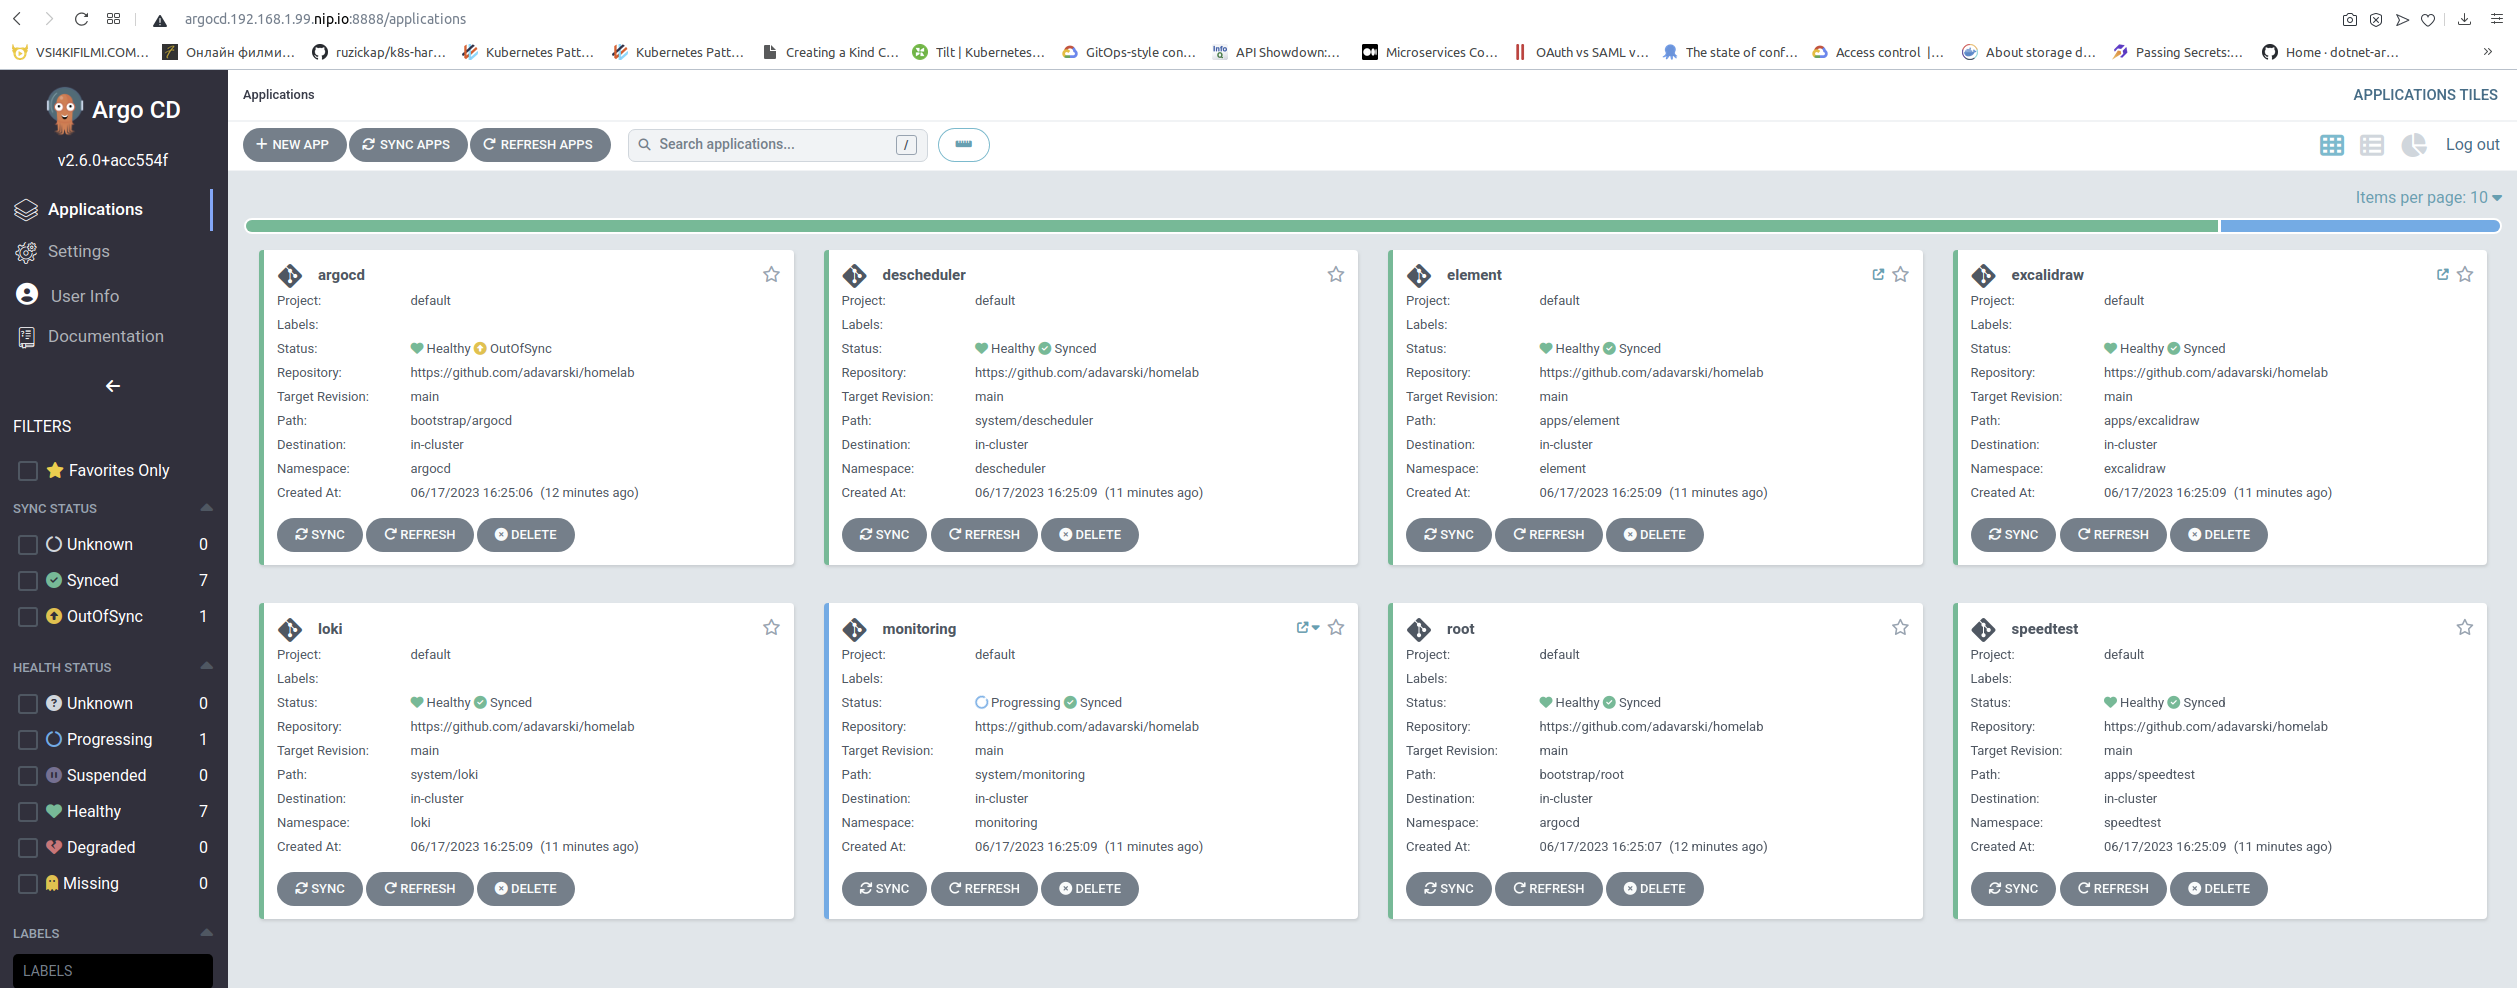 argocd.192.168.1.99.nip.io:8888/applications
VSI4KIFILMI.COM... Онлайн филми... ruzickap/k8s-har... Kubernetes Patt... Kubernetes Patt... Creating a Kind C... Tilt | Kubernetes... GitOps-style con... API Showdown:... Microservices Co... OAuth vs SAML v... The state of conf... Access control |... About storage d... Passing Secrets:... Home · dotnet-ar... »
Argo CD
v2.6.0+acc554f
Applications
Settings
User Info
Documentation
FILTERS
Favorites Only
SYNC STATUS
Unknown 0
Synced 7
OutOfSync 1
HEALTH STATUS
Unknown 0
Progressing 1
Suspended 0
Healthy 7
Degraded 0
Missing 0
LABELS
LABELS
Applications APPLICATIONS TILES
+ NEW APP SYNC APPS REFRESH APPS Search applications... / Log out
Items per page: 10
argocd
Project: default
Labels:
Status: Healthy OutOfSync
Repository: https://github.com/adavarski/homelab
Target Revision: main
Path: bootstrap/argocd
Destination: in-cluster
Namespace: argocd
Created At: 06/17/2023 16:25:06 (12 minutes ago)
SYNC REFRESH DELETE
descheduler
Project: default
Labels:
Status: Healthy Synced
Repository: https://github.com/adavarski/homelab
Target Revision: main
Path: system/descheduler
Destination: in-cluster
Namespace: descheduler
Created At: 06/17/2023 16:25:09 (11 minutes ago)
SYNC REFRESH DELETE
element
Project: default
Labels:
Status: Healthy Synced
Repository: https://github.com/adavarski/homelab
Target Revision: main
Path: apps/element
Destination: in-cluster
Namespace: element
Created At: 06/17/2023 16:25:09 (11 minutes ago)
SYNC REFRESH DELETE
excalidraw
Project: default
Labels:
Status: Healthy Synced
Repository: https://github.com/adavarski/homelab
Target Revision: main
Path: apps/excalidraw
Destination: in-cluster
Namespace: excalidraw
Created At: 06/17/2023 16:25:09 (11 minutes ago)
SYNC REFRESH DELETE
loki
Project: default
Labels:
Status: Healthy Synced
Repository: https://github.com/adavarski/homelab
Target Revision: main
Path: system/loki
Destination: in-cluster
Namespace: loki
Created At: 06/17/2023 16:25:09 (11 minutes ago)
SYNC REFRESH DELETE
monitoring
Project: default
Labels:
Status: Progressing Synced
Repository: https://github.com/adavarski/homelab
Target Revision: main
Path: system/monitoring
Destination: in-cluster
Namespace: monitoring
Created At: 06/17/2023 16:25:09 (11 minutes ago)
SYNC REFRESH DELETE
root
Project: default
Labels:
Status: Healthy Synced
Repository: https://github.com/adavarski/homelab
Target Revision: main
Path: bootstrap/root
Destination: in-cluster
Namespace: argocd
Created At: 06/17/2023 16:25:07 (12 minutes ago)
SYNC REFRESH DELETE
speedtest
Project: default
Labels:
Status: Healthy Synced
Repository: https://github.com/adavarski/homelab
Target Revision: main
Path: apps/speedtest
Destination: in-cluster
Namespace: speedtest
Created At: 06/17/2023 16:25:09 (11 minutes ago)
SYNC REFRESH DELETE